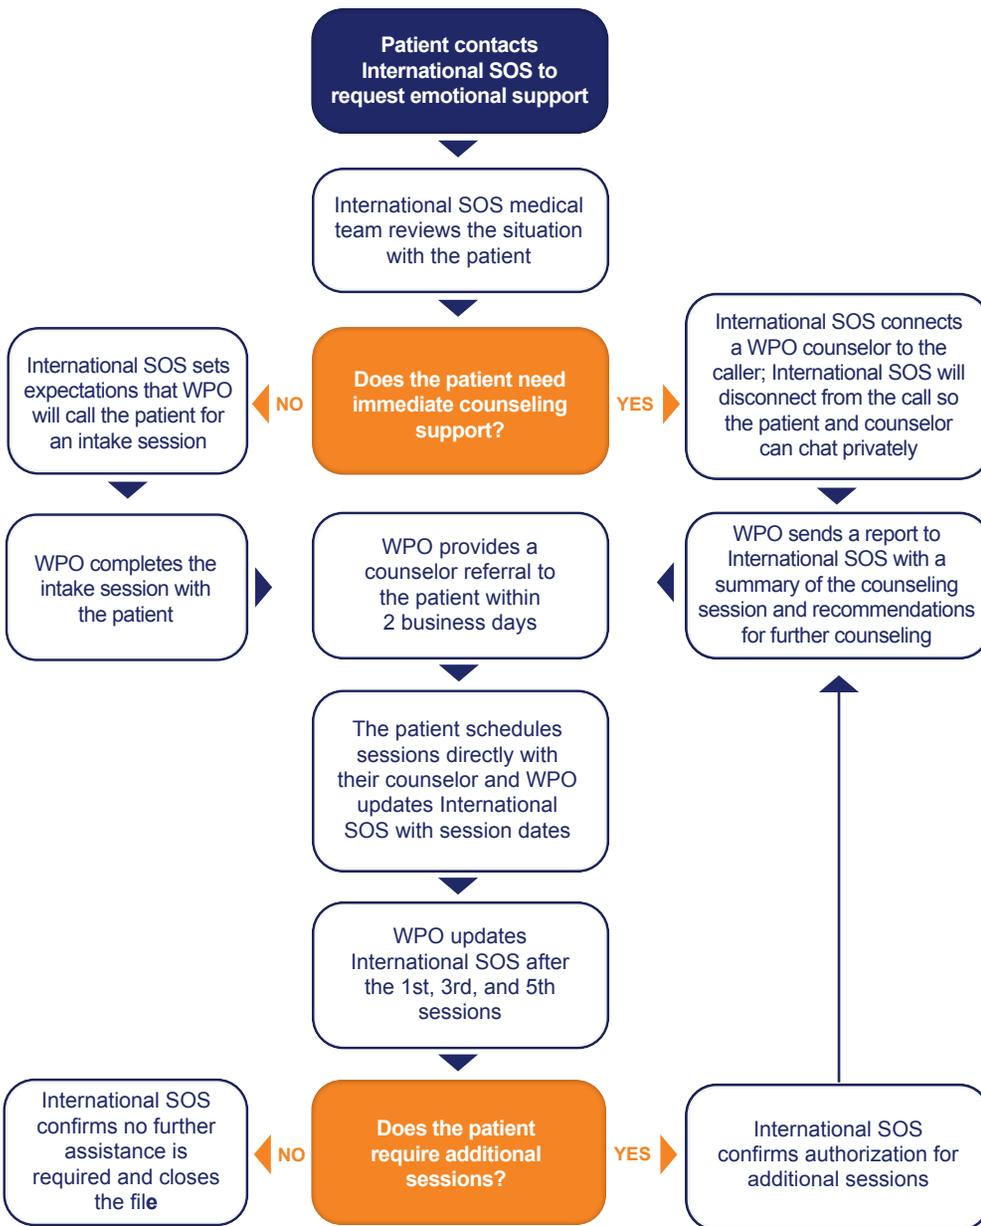 Patient contacts
International SOS to
request emotional support
International SOS medical
team reviews the situation
with the patient
International SOS sets
expectations that WPO
will call the patient for
an intake session
NO
Does the patient need
immediate counseling
support?
YES
International SOS connects
a WPO counselor to the
caller; International SOS will
disconnect from the call so
the patient and counselor
can chat privately
WPO completes the
intake session with
the patient
WPO provides a
counselor referral to
the patient within
2 business days
WPO sends a report to
International SOS with a
summary of the counseling
session and recommendations
for further counseling
The patient schedules
sessions directly with
their counselor and WPO
updates International
SOS with session dates
WPO updates
International SOS after
the 1st, 3rd, and 5th
sessions
International SOS
confirms no further
assistance is
required and closes
the file
NO
Does the patient
require additional
sessions?
YES
International SOS
confirms authorization for
additional sessions